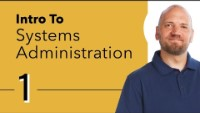 Intro To
Systems
Administration
1